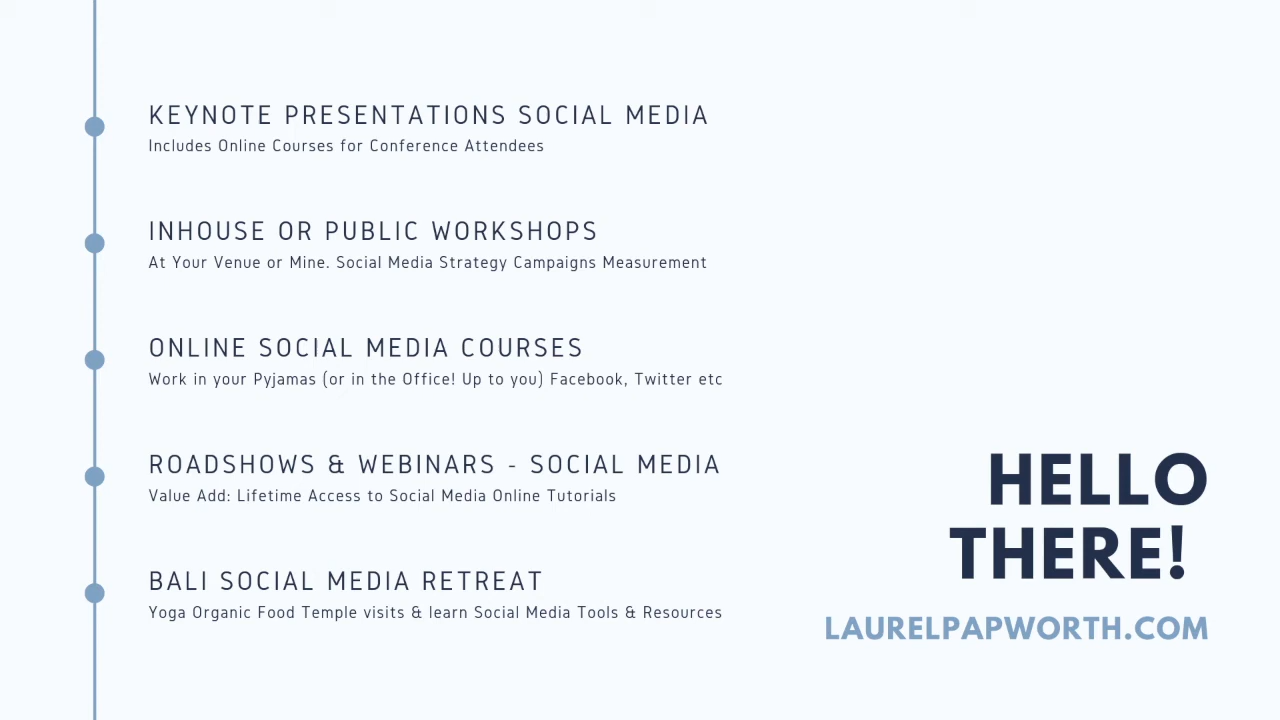 KEYNOTE PRESENTATIONS SOCIAL MEDIA
Includes Online Courses for Conference Attendees
INHOUSE OR PUBLIC WORKSHOPS
At Your Venue or Mine. Social Media Strategy Campaigns Measurement
ONLINE SOCIAL MEDIA COURSES
Work in your Pyjamas (or in the Office! Up to you) Facebook, Twitter etc
ROADSHOWS & WEBINARS - SOCIAL MEDIA
Value Add: Lifetime Access to Social Media Online Tutorials
BALI SOCIAL MEDIA RETREAT
Yoga Organic Food Temple visits & learn Social Media Tools & Resources
HELLO
THERE!
LAURELPAPWORTH.COM